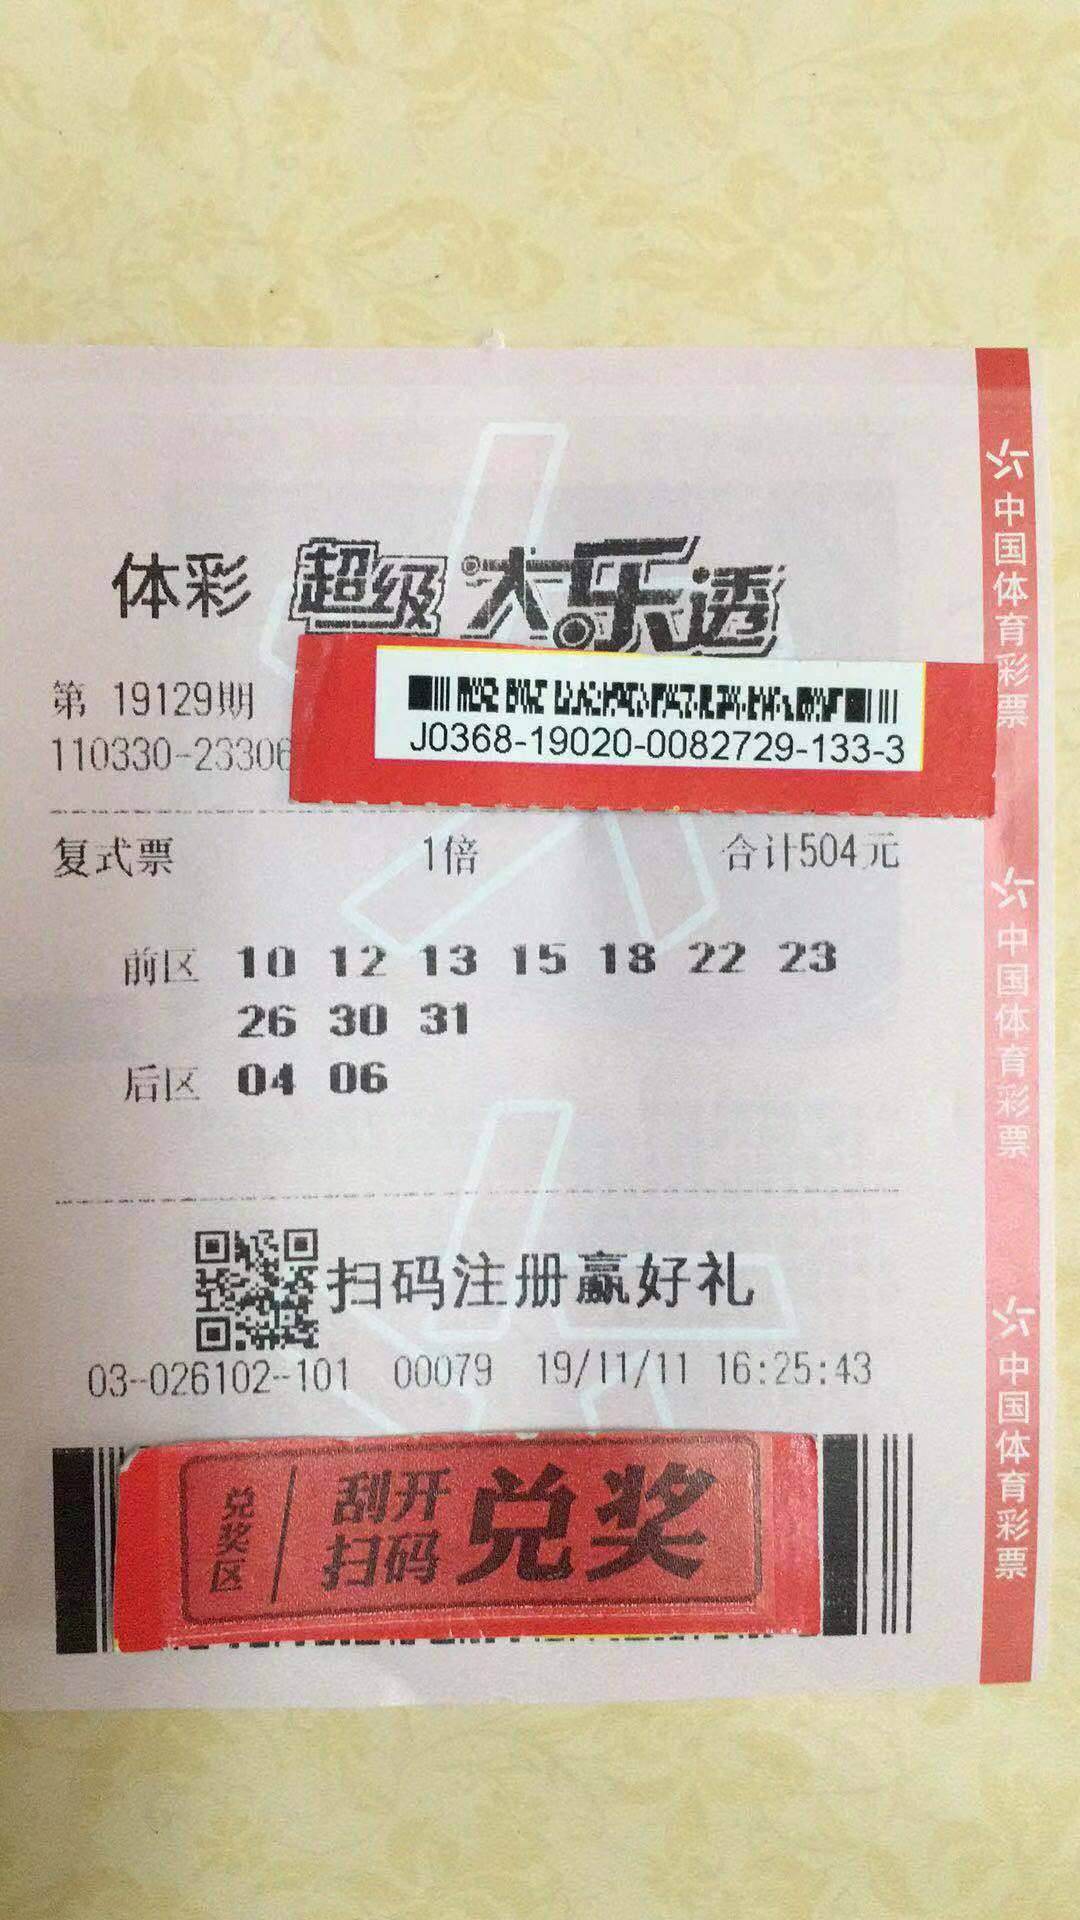 体彩 超级大乐透
第 19129期
J0368-19020-0082729-133-3
110330-23306
复式票 1倍 合计504元
前区 10 12 13 15 18 22 23
26 30 31
后区 04 06
扫码注册赢好礼
03--026102--101 00079 19/11/11 16:25:43
兑奖区
刮开
扫码
兑奖
中国体育彩票
中国体育彩票
中国体育彩票